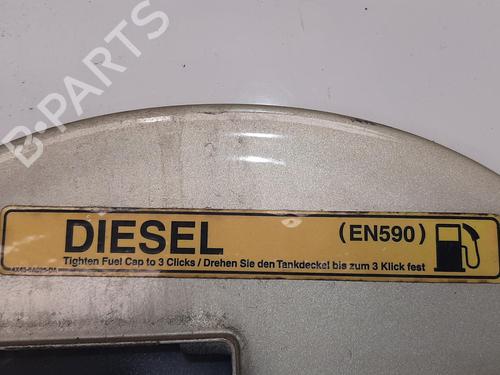 B-PARTS
DIESEL
(EN590)
Tighten Fuel Cap to 3 Clicks / Drehen Sie den Tankdeckel bis zum 3 Klick fest